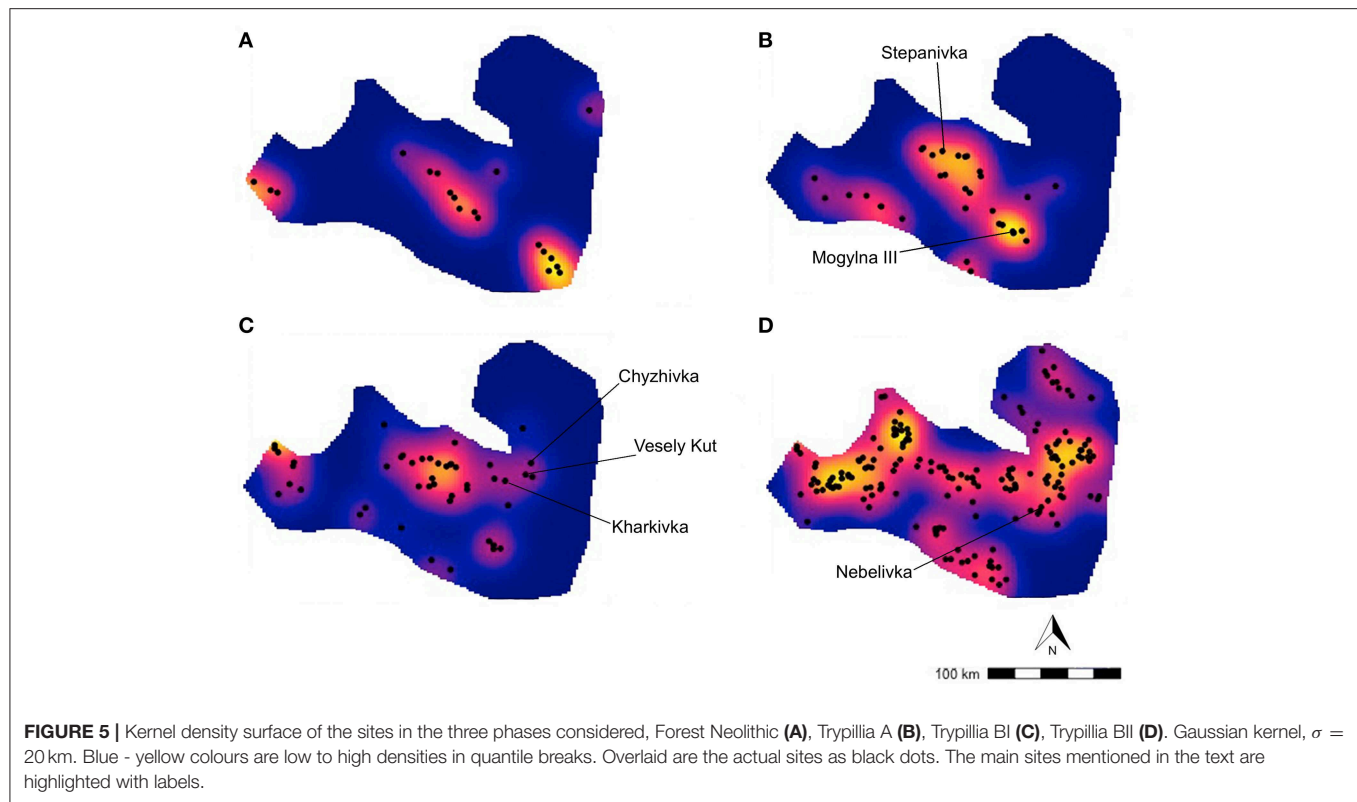 A
B
Stepanivka
Mogylna III
C
Chyzhivka
Vesely Kut
Kharkivka
D
Nebelivka
N
100 km
FIGURE 5 | Kernel density surface of the sites in the three phases considered, Forest Neolithic (A), Trypillia A (B), Trypillia BI (C), Trypillia BII (D). Gaussian kernel, σ =
20 km. Blue - yellow colours are low to high densities in quantile breaks. Overlaid are the actual sites as black dots. The main sites mentioned in the text are
highlighted with labels.